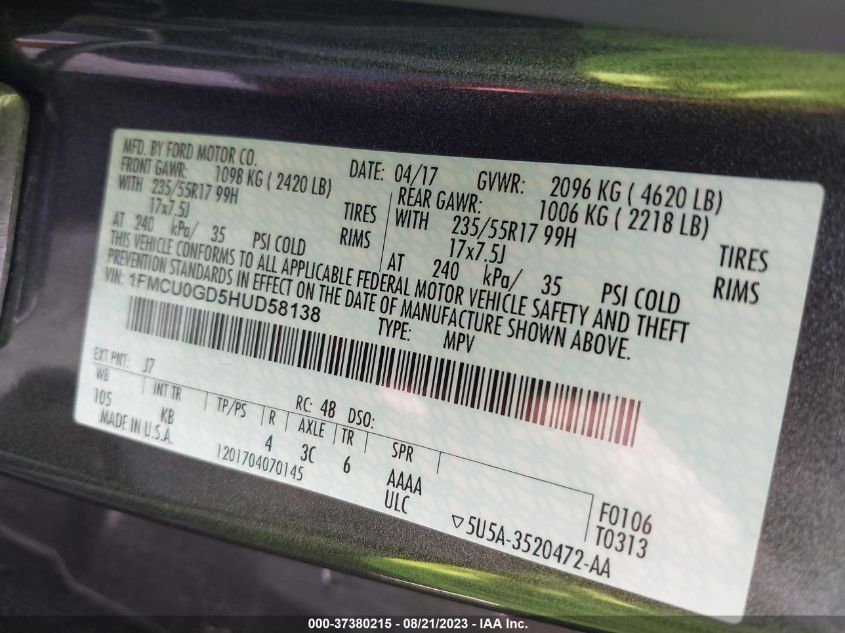 MFD. BY FORD MOTOR CO.
DATE: 04/17 GVWR: 2096 KG ( 4620 LB)
FRONT GAWR: 1098 KG ( 2420 LB) REAR GAWR: 1006 KG ( 2218 LB)
WITH 235/55R17 99H TIRES WITH 235/55R17 99H TIRES
17x7.5J RIMS 17x7.5J RIMS
AT 240 kPa/ 35 PSI COLD AT 240 kPa/ 35 PSI COLD
THIS VEHICLE CONFORMS TO ALL APPLICABLE FEDERAL MOTOR VEHICLE SAFETY AND THEFT
PREVENTION STANDARDS IN EFFECT ON THE DATE OF MANUFACTURE SHOWN ABOVE.
VIN: 1FMCU0GD5HUD58138 TYPE: MPV
EXT PNT: J7 RC: 48 DSO:
WB INT TR TP/PS R AXLE TR SPR
105 KB 4 3C 6 AAAA F0106
MADE IN U.S.A. 1201704070145 ULC T0313
▽5U5A-3520472-AA
000-37380215 - 08/21/2023 - IAA Inc.